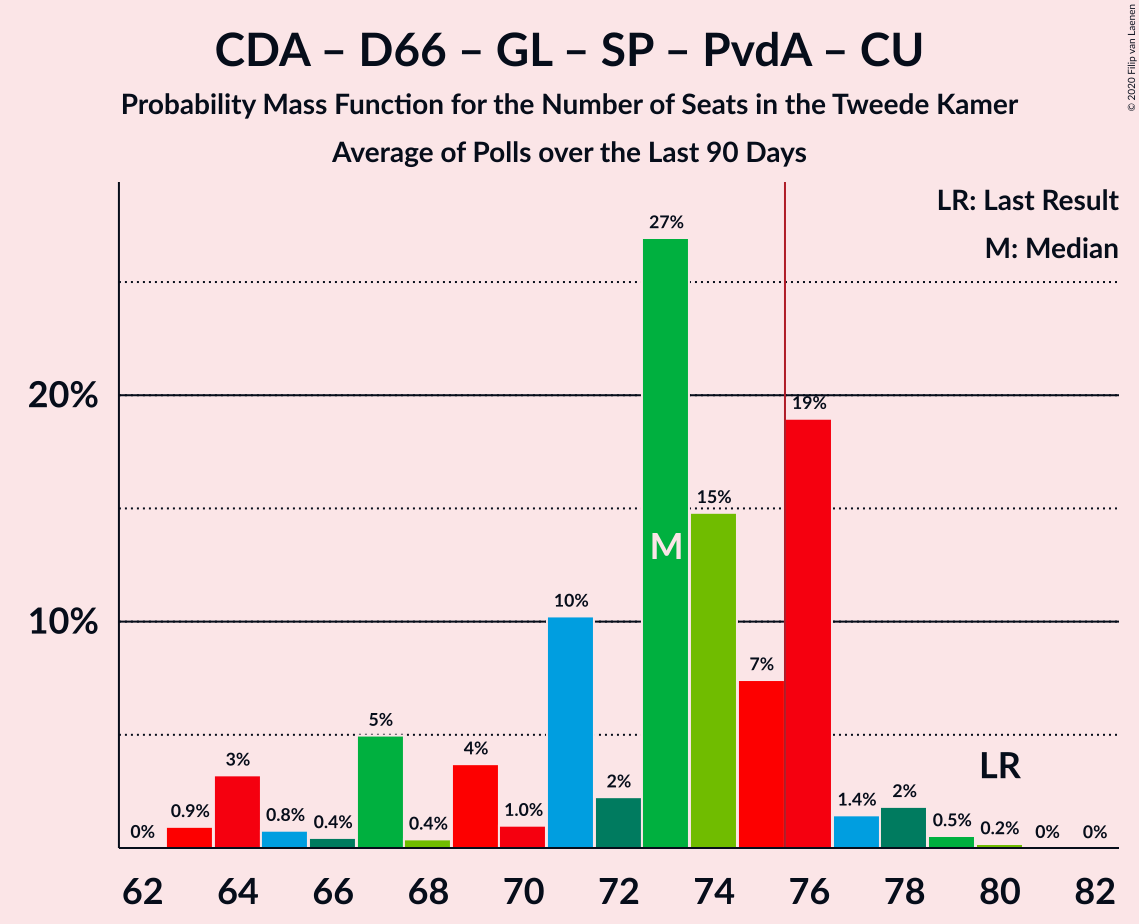 CDA – D66 – GL – SP – PvdA – CU
Probability Mass Function for the Number of Seats in the Tweede Kamer
Average of Polls over the Last 90 Days
© 2020 Filip van Laenen
LR: Last Result
M: Median
20%
10%
0%
0.9%
3%
0.8%
0.4%
5%
0.4%
4%
1.0%
10%
2%
27%
15%
7%
19%
1.4%
2%
0.5%
0.2%
0%
0%
M
LR
62 64 66 68 70 72 74 76 78 80 82